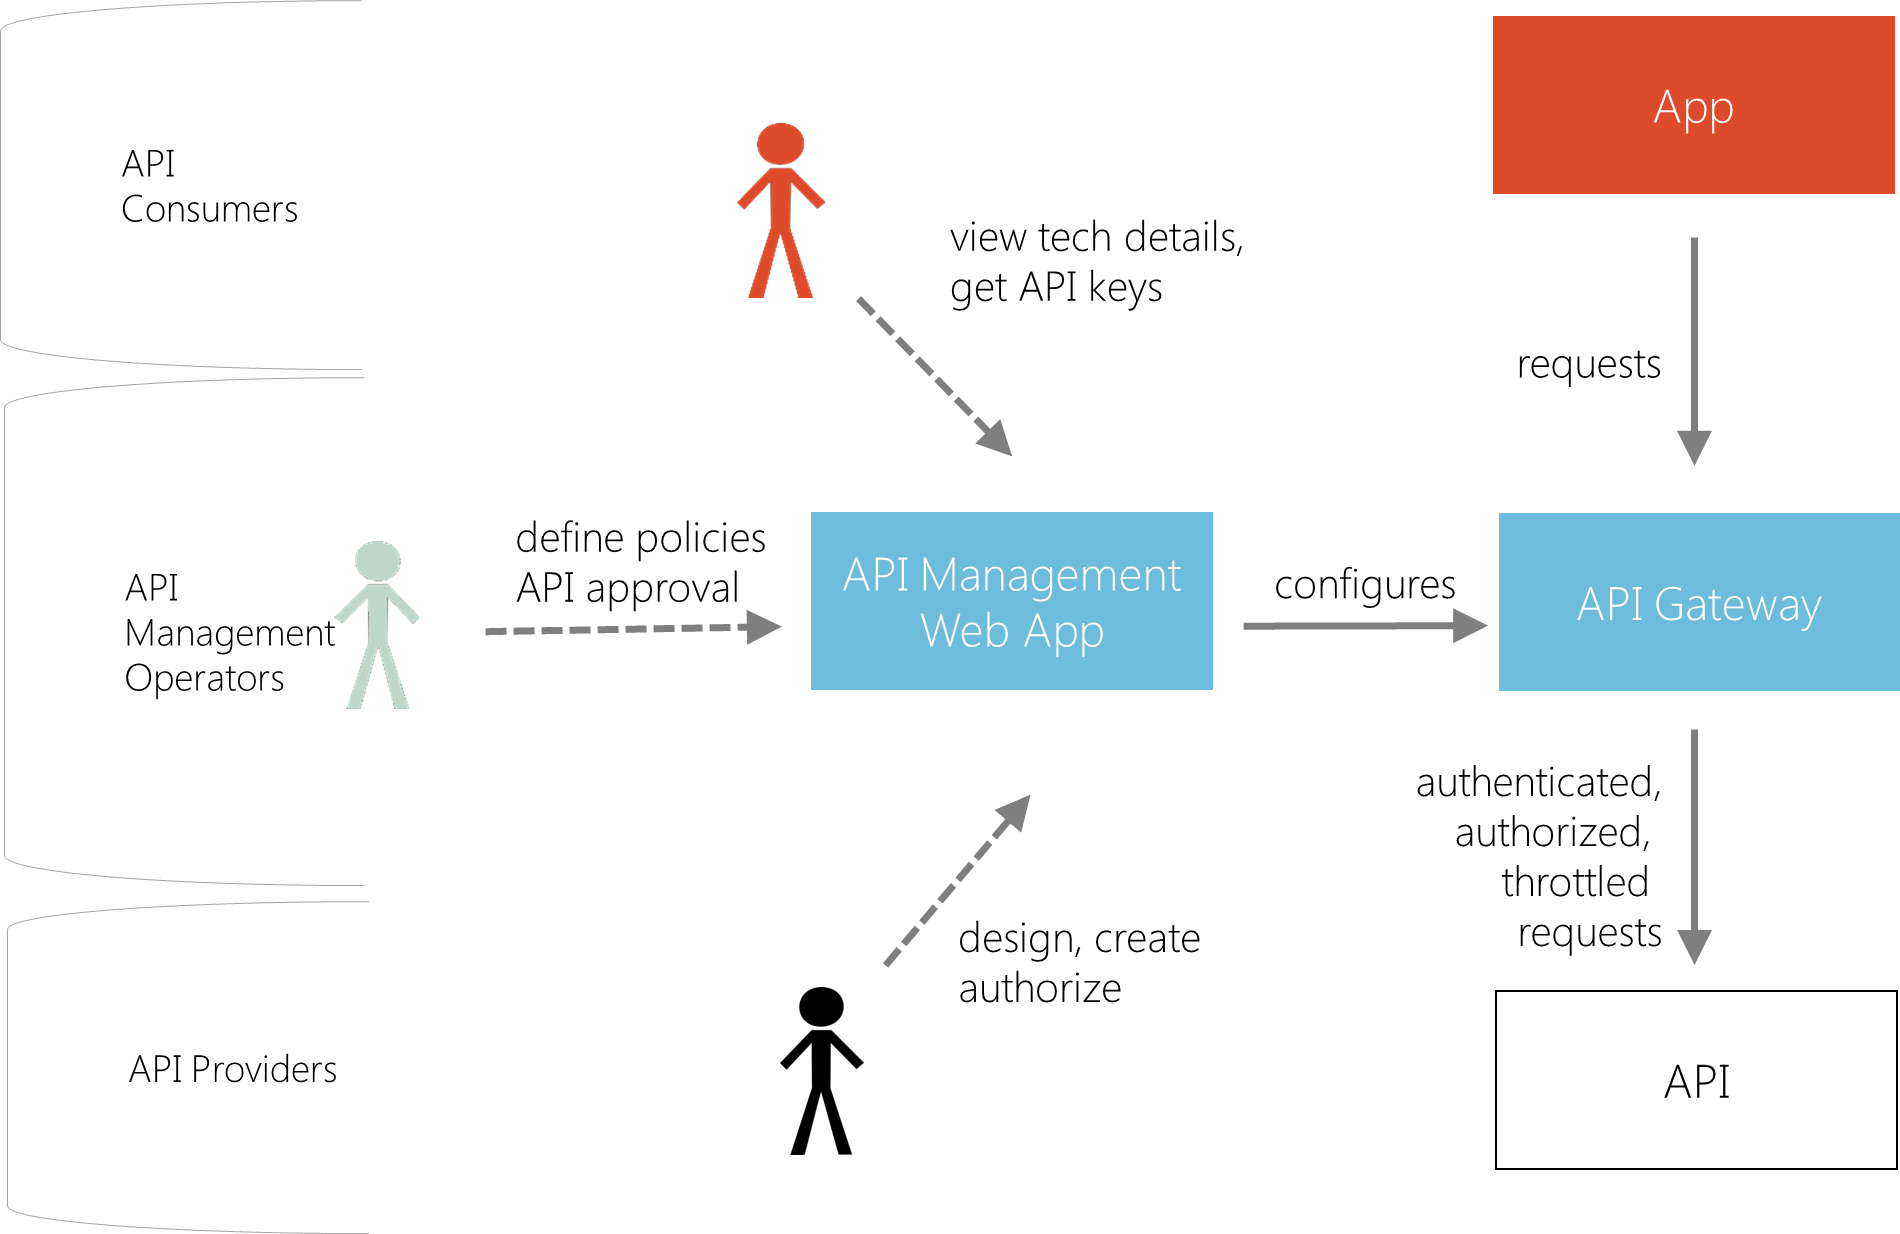 App
API
Consumers
view tech details,
get API keys
requests
define policies
API approval
API
Management
Operators
API Management
Web App
configures
API Gateway
authenticated,
authorized,
throttled
requests
design, create
authorize
API Providers
API